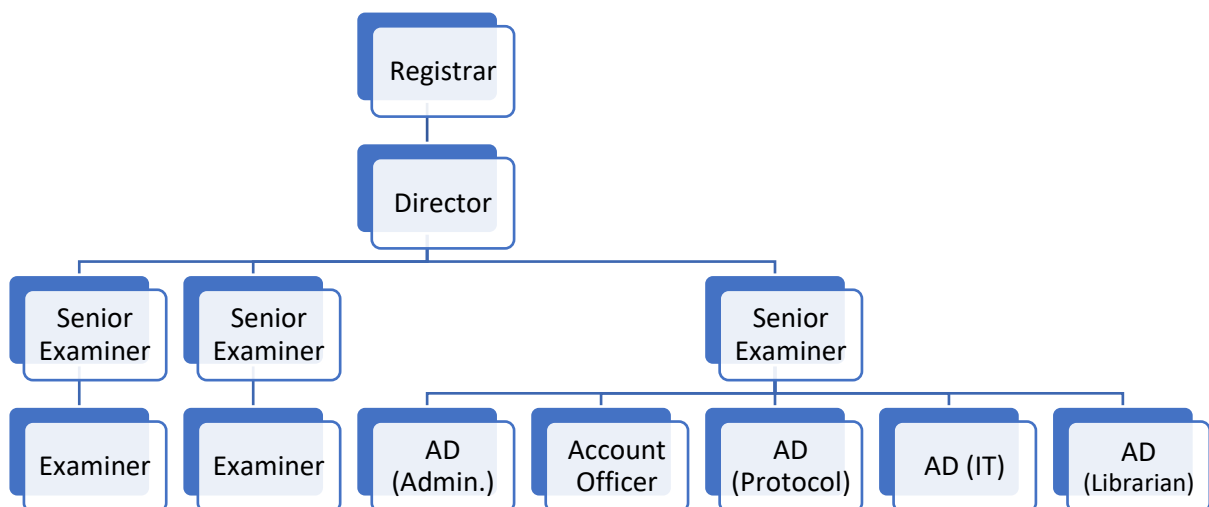 Registrar
Director
Senior
Examiner
Senior
Examiner
Senior
Examiner
Examiner
Examiner
AD
(Admin.)
Account
Officer
AD
(Protocol)
AD (IT)
AD
(Librarian)